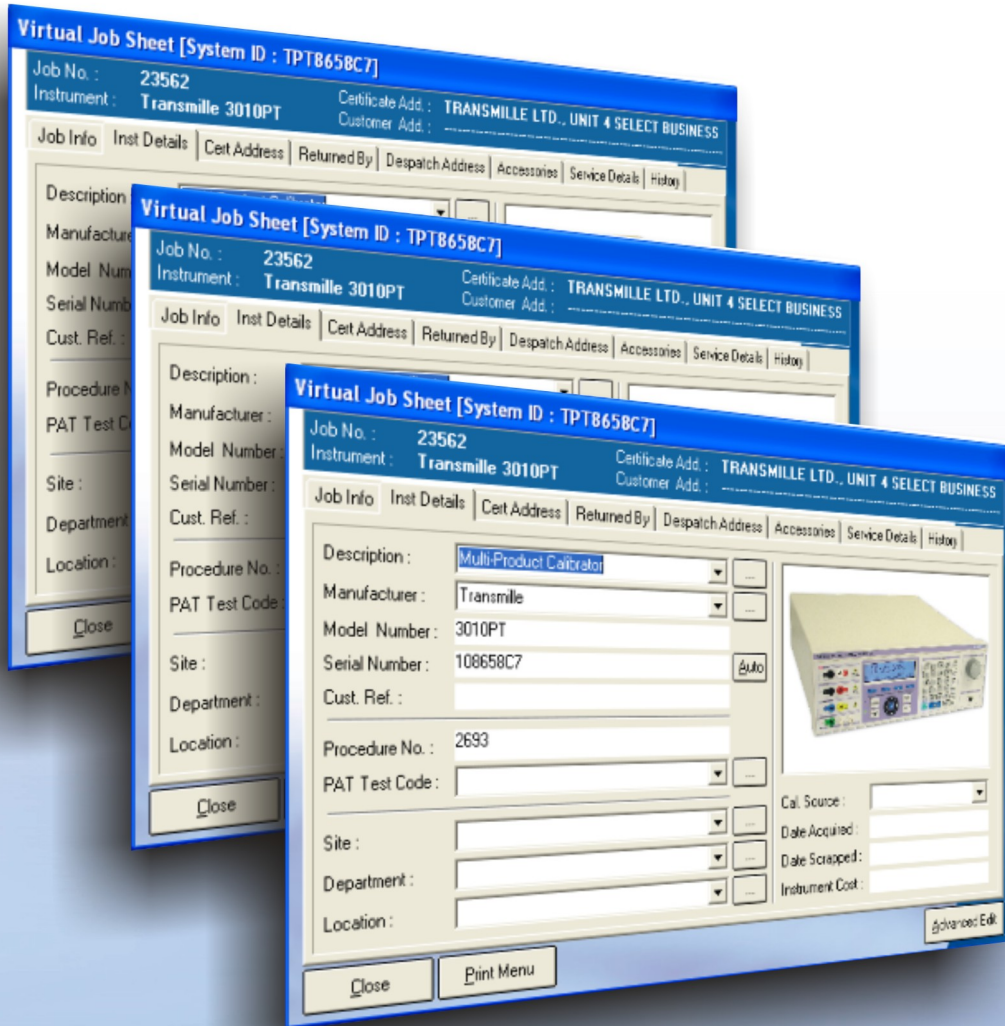 Virtual Job Sheet [System ID : TPT8658C7]
Job No. : 23562
Instrument : Transmille 3010PT
Certificate Add. : TRANSMILLE LTD., UNIT 4 SELECT BUSINESS
Customer Add. :
Job Info Inst Details Cert Address Returned By Despatch Address Accessories Service Details History
Description
Manufacture
Model Num
Serial Numb
Cust. Ref. :
Procedure N
PAT Test C
Site :
Department
Location :
Close
Virtual Job Sheet [System ID : TPT8658C7]
Job No. : 23562
Instrument : Transmille 3010PT
Certificate Add. : TRANSMILLE LTD., UNIT 4 SELECT BUSINESS
Customer Add. :
Job Info Inst Details Cert Address Returned By Despatch Address Accessories Service Details History
Description :
Manufacturer :
Model Number :
Serial Number :
Cust. Ref. :
Procedure No. :
PAT Test Code :
Site :
Department :
Location :
Close
Virtual Job Sheet [System ID : TPT8658C7]
Job No. : 23562
Instrument : Transmille 3010PT
Certificate Add. : TRANSMILLE LTD., UNIT 4 SELECT BUSINESS
Customer Add. :
Job Info Inst Details Cert Address Returned By Despatch Address Accessories Service Details History
Description : Multi-Product Calibrator ...
Manufacturer : Transmille ...
Model Number : 3010PT
Serial Number : 108658C7 Auto
Cust. Ref. :
Procedure No. : 2693
PAT Test Code : ...
Site : ...
Department : ...
Location : ...
Cal. Source :
Date Acquired :
Date Scrapped :
Instrument Cost :
Advanced Edit
Close Print Menu